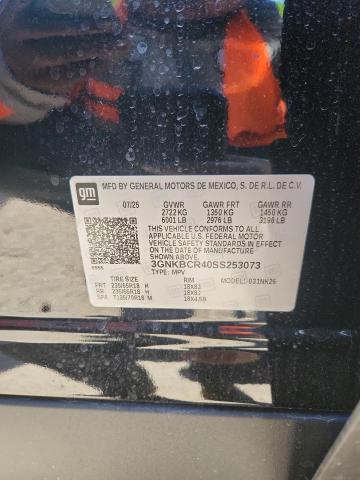 gm
MFD BY GENERAL MOTORS DE MEXICO, S. DE R.L. DE C.V.
07/25 GVWR GAWR FRT GAWR RR
2722 KG 1350 KG 1450 KG
6001 LB 2976 LB 3196 LB
THIS VEHICLE CONFORMS TO ALL
APPLICABLE U.S. FEDERAL MOTOR
VEHICLE SAFETY STANDARDS IN
EFFECT ON THE DATE OF
MANUFACTURE SHOWN ABOVE.
3GNKBCR40SS253073
TYPE: MPV
TIRE SIZE RIM MODEL:
FRT 235/65R18 H 18X8J
RR 235/65R18 H 18X8J
SPA T135/70R18 M 18X4.5B